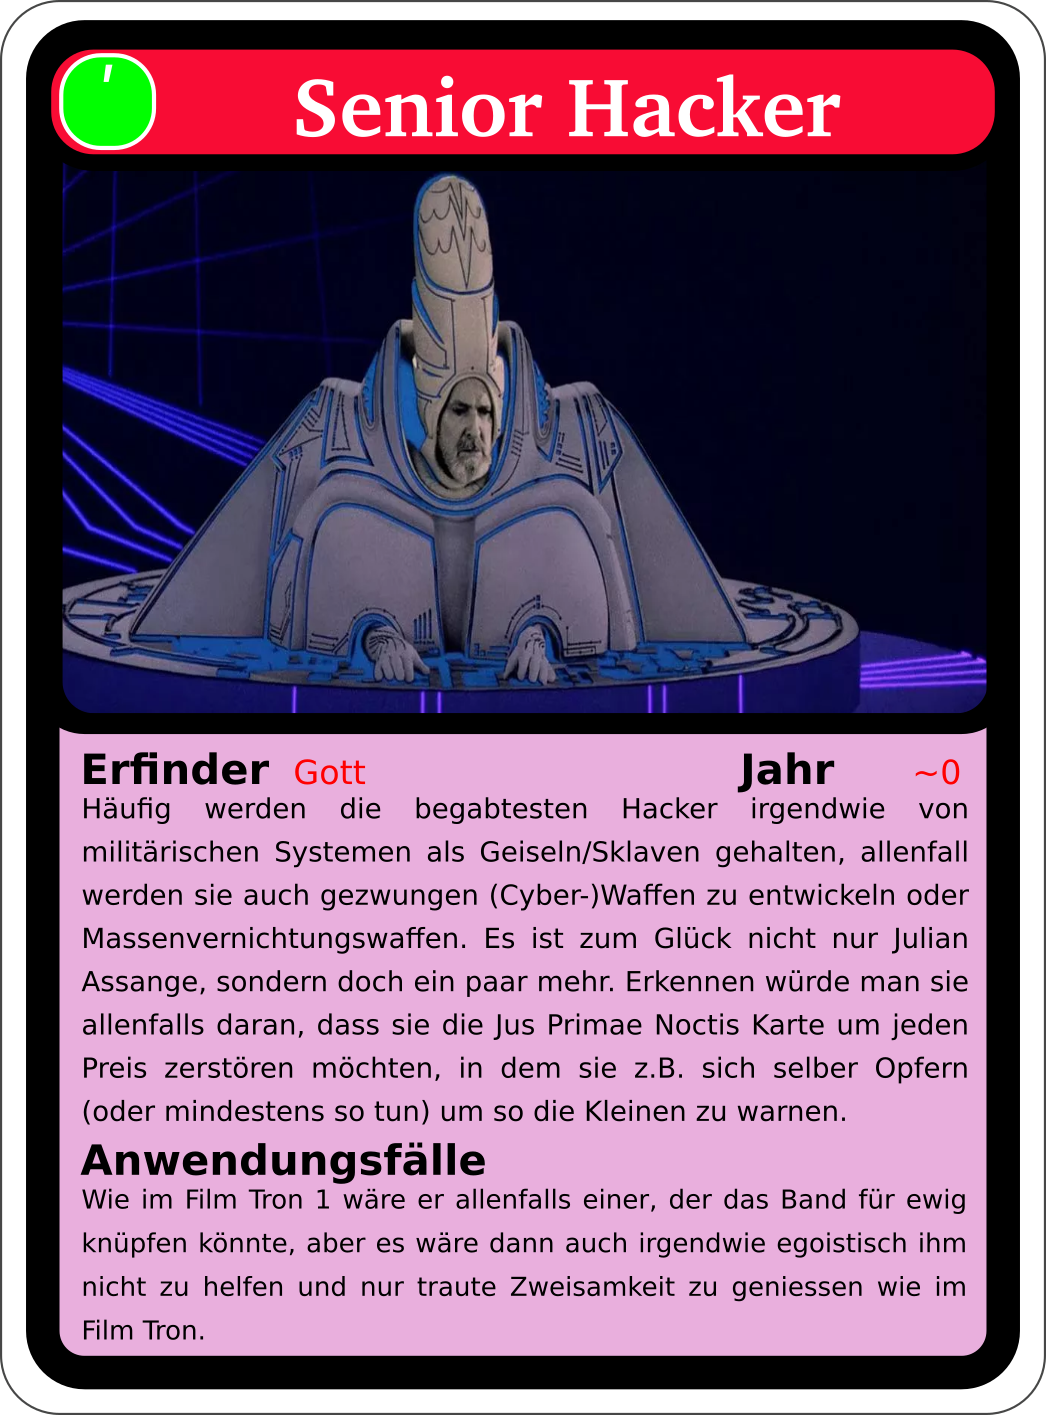 '
Senior Hacker
Erfinder Gott Jahr ~0
Häufig werden die begabtesten Hacker irgendwie von
militärischen Systemen als Geiseln/Sklaven gehalten, allenfall
werden sie auch gezwungen (Cyber-)Waffen zu entwickeln oder
Massenvernichtungswaffen. Es ist zum Glück nicht nur Julian
Assange, sondern doch ein paar mehr. Erkennen würde man sie
allenfalls daran, dass sie die Jus Primae Noctis Karte um jeden
Preis zerstören möchten, in dem sie z.B. sich selber Opfern
(oder mindestens so tun) um so die Kleinen zu warnen.
Anwendungsfälle
Wie im Film Tron 1 wäre er allenfalls einer, der das Band für ewig
knüpfen könnte, aber es wäre dann auch irgendwie egoistisch ihm
nicht zu helfen und nur traute Zweisamkeit zu geniessen wie im
Film Tron.